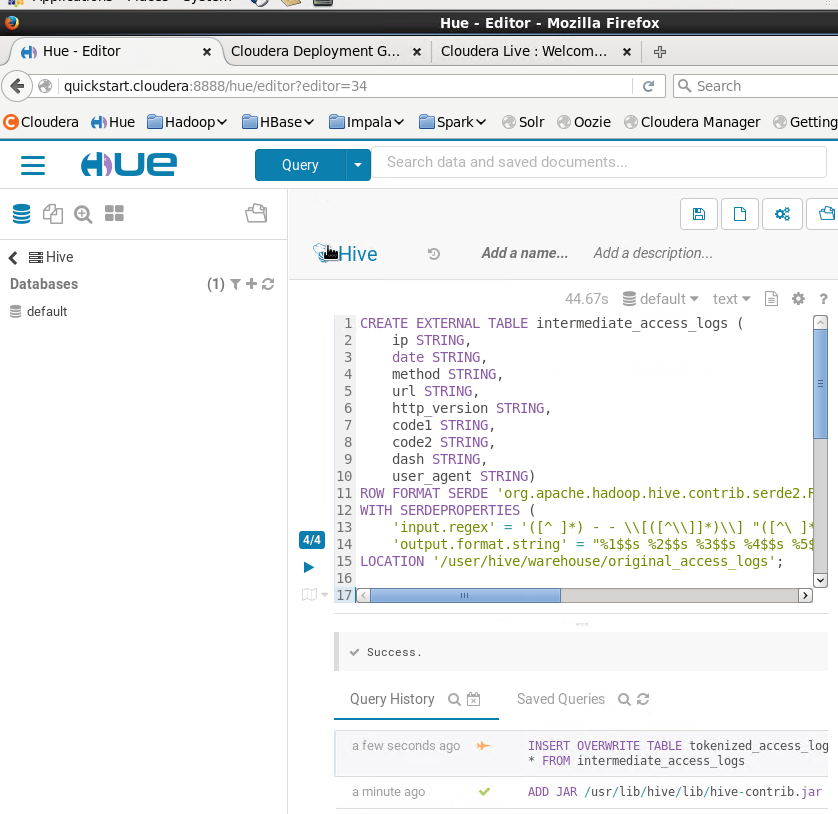 Applications Places System
Hue - Editor - Mozilla Firefox
Hue - Editor × Cloudera Deployment G... × Cloudera Live : Welcom... ×
quickstart.cloudera:8888/hue/editor?editor=34 Search
Cloudera Hue Hadoop HBase Impala Spark Solr Oozie Cloudera Manager Getting
HUE Query Search data and saved documents...
Hive Hive Add a name... Add a description...
Databases (1)
default
44.67s default text ?
1 CREATE EXTERNAL TABLE intermediate_access_logs (
2 ip STRING,
3 date STRING,
4 method STRING,
5 url STRING,
6 http_version STRING,
7 code1 STRING,
8 code2 STRING,
9 dash STRING,
10 user_agent STRING)
11 ROW FORMAT SERDE 'org.apache.hadoop.hive.contrib.serde2.R
12 WITH SERDEPROPERTIES (
13 'input.regex' = '([^ ]*) - - \\[([^\\]]*)\\] "([^\ ]*
4/4 14 'output.format.string' = "%1$$s %2$$s %3$$s %4$$s %5$
15 LOCATION '/user/hive/warehouse/original_access_logs';
16
17
Success.
Query History Saved Queries
a few seconds ago INSERT OVERWRITE TABLE tokenized_access_log
* FROM intermediate_access_logs
a minute ago ADD JAR /usr/lib/hive/lib/hive-contrib.jar